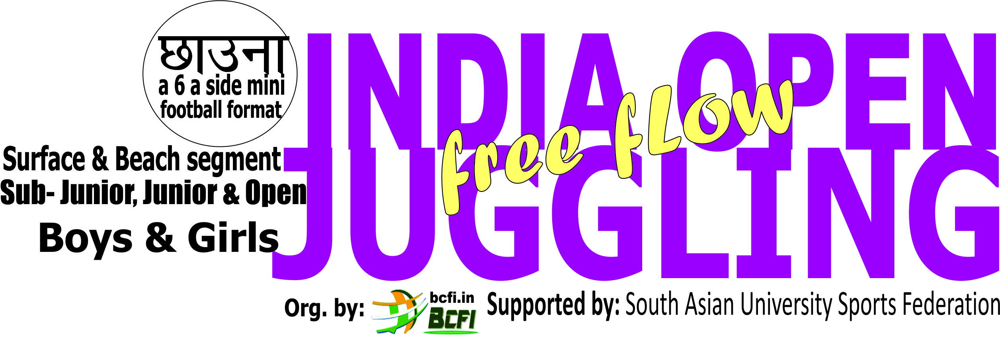 छाउना
a 6 a side mini
football format
Surface & Beach segment
Sub- Junior, Junior & Open
Boys & Girls
INDIA OPEN
free fLow
JUGGLING
Org. by:
bcfi.in
BCFI
Supported by: South Asian University Sports Federation